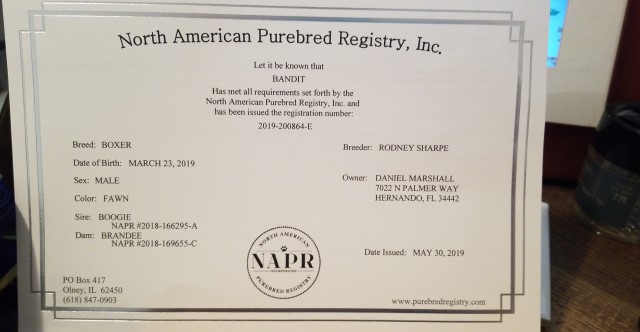 North American Purebred Registry, Inc.
Let it be known that
BANDIT
Has met all requirements set forth by the
North American Purebred Registry, Inc. and
has been issued the registration number:
2019-200864-E
Breed: BOXER
Breeder: RODNEY SHARPE
Date of Birth: MARCH 23, 2019
Sex: MALE
Owner: DANIEL MARSHALL
7022 N PALMER WAY
HERNANDO, FL 34442
Color: FAWN
Sire: BOOGIE
NAPR #2018-166295-A
Dam: BRANDEE
NAPR #2018-169655-C
Date Issued: MAY 30, 2019
NORTH AMERICAN
NAPR
INCORPORATED
PUREBRED REGISTRY
PO Box 417
Olney, IL 62450
(618) 847-0903
www.purebredregistry.com